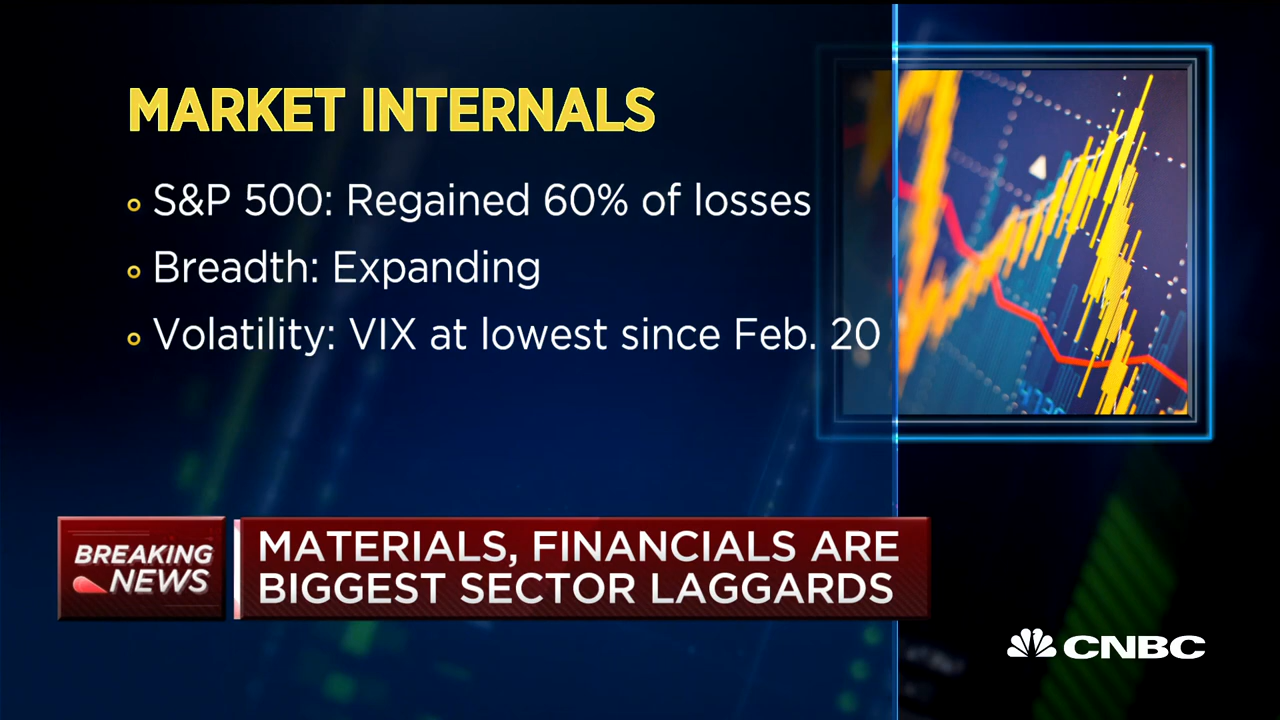 MARKET INTERNALS
S&P 500: Regained 60% of losses
Breadth: Expanding
Volatility: VIX at lowest since Feb. 20
BREAKING
NEWS
MATERIALS, FINANCIALS ARE
BIGGEST SECTOR LAGGARDS
CNBC